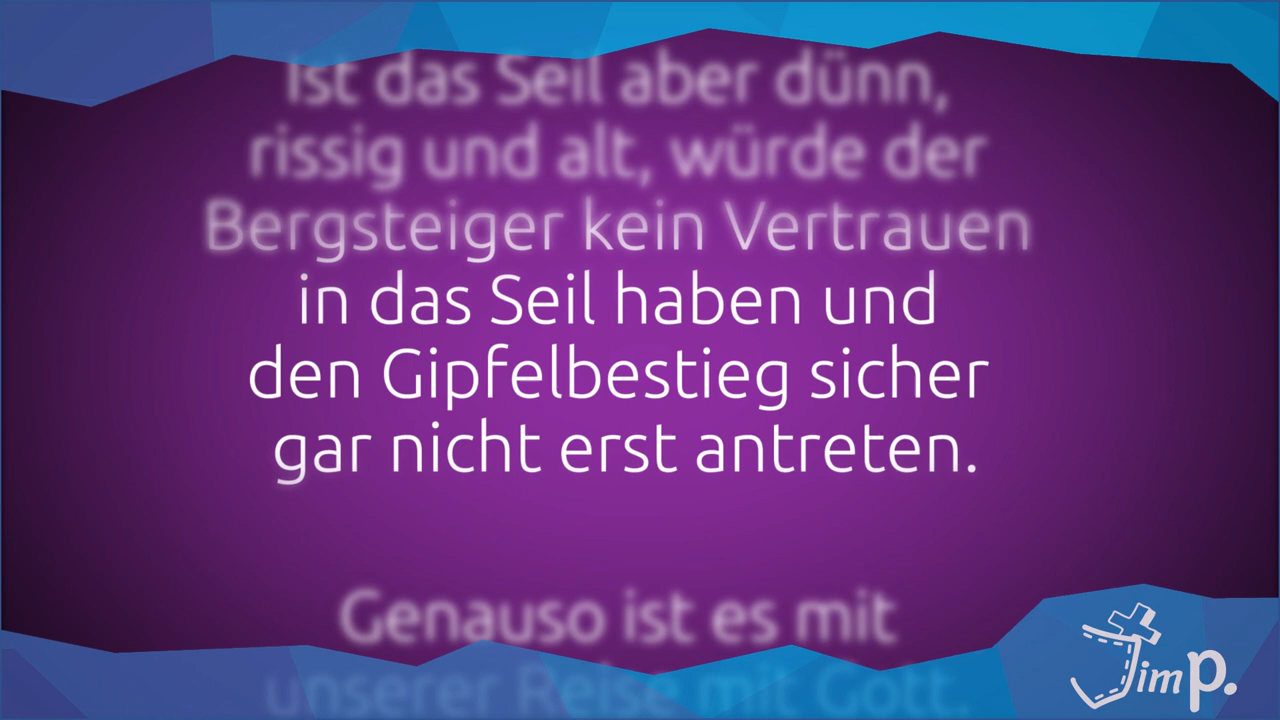 Ist das Seil aber dünn,
rissig und alt, würde der
Bergsteiger kein Vertrauen
in das Seil haben und
den Gipfelbestieg sicher
gar nicht erst antreten.
Genauso ist es mit
unserer Reise mit Gott.
Jim P.